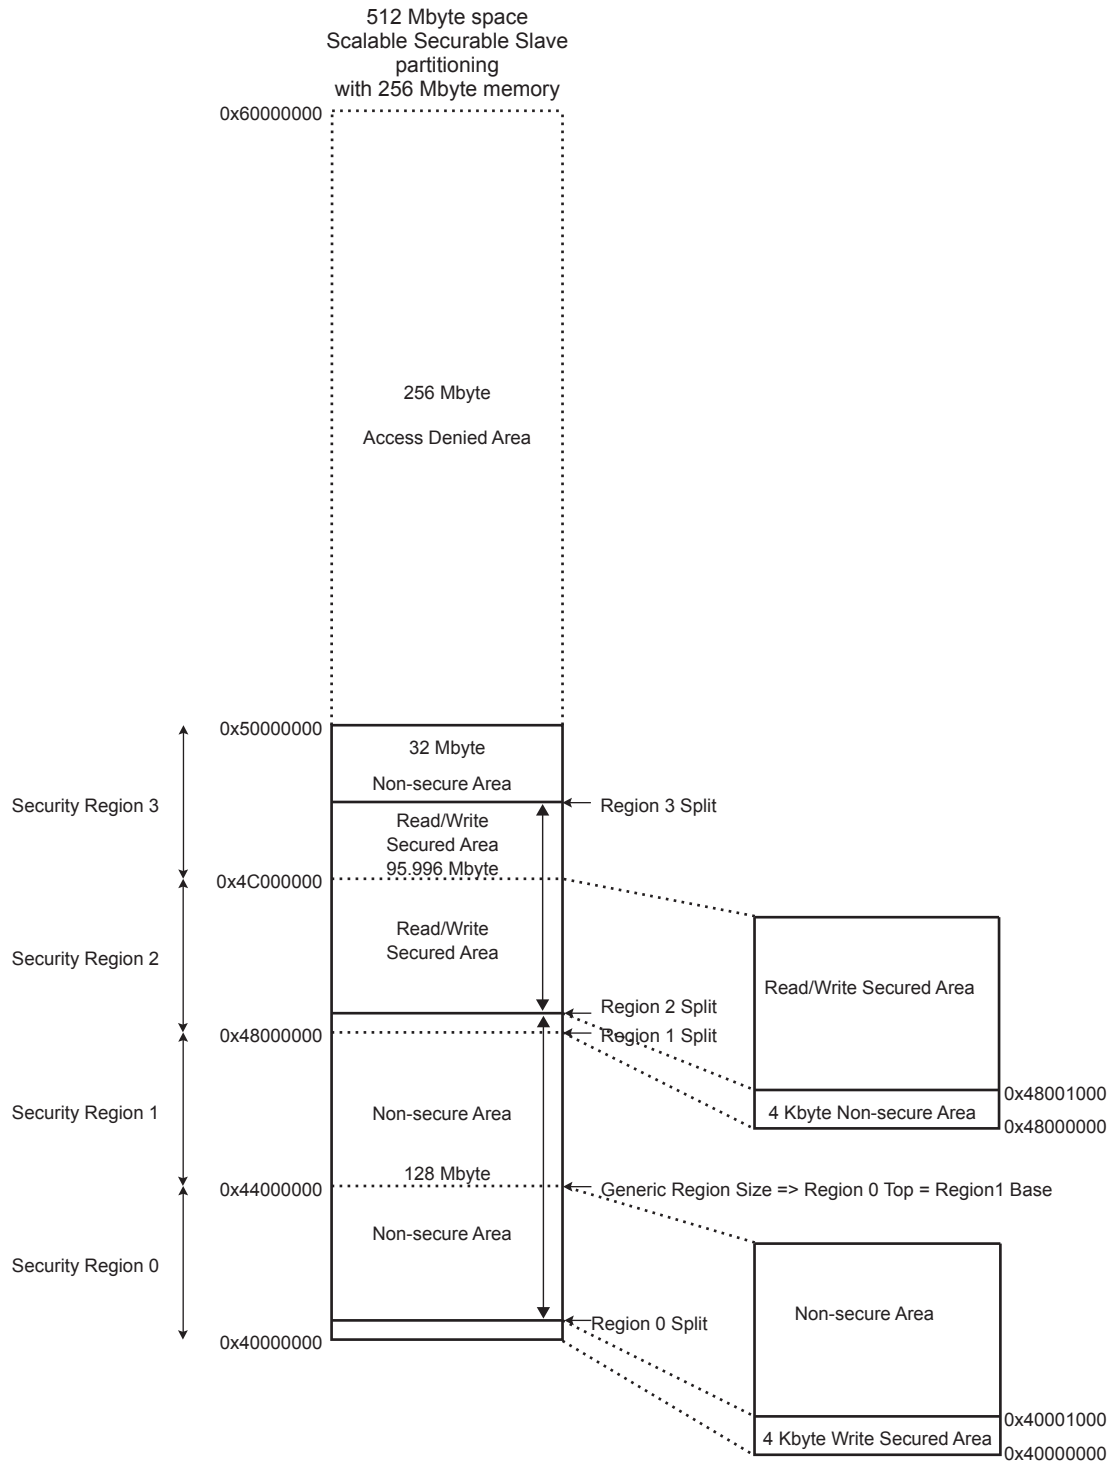 512 Mbyte space
Scalable Securable Slave
partitioning
with 256 Mbyte memory
0x60000000
256 Mbyte
Access Denied Area
0x50000000
32 Mbyte
Non-secure Area
Security Region 3
Region 3 Split
Read/Write
Secured Area
95.996 Mbyte
0x4C000000
Read/Write
Secured Area
Security Region 2
Read/Write Secured Area
Region 2 Split
0x48000000
Region 1 Split
0x48001000
Security Region 1
Non-secure Area
4 Kbyte Non-secure Area
0x48000000
128 Mbyte
0x44000000
Generic Region Size => Region 0 Top = Region1 Base
Non-secure Area
Security Region 0
Non-secure Area
Region 0 Split
0x40000000
0x40001000
4 Kbyte Write Secured Area
0x40000000